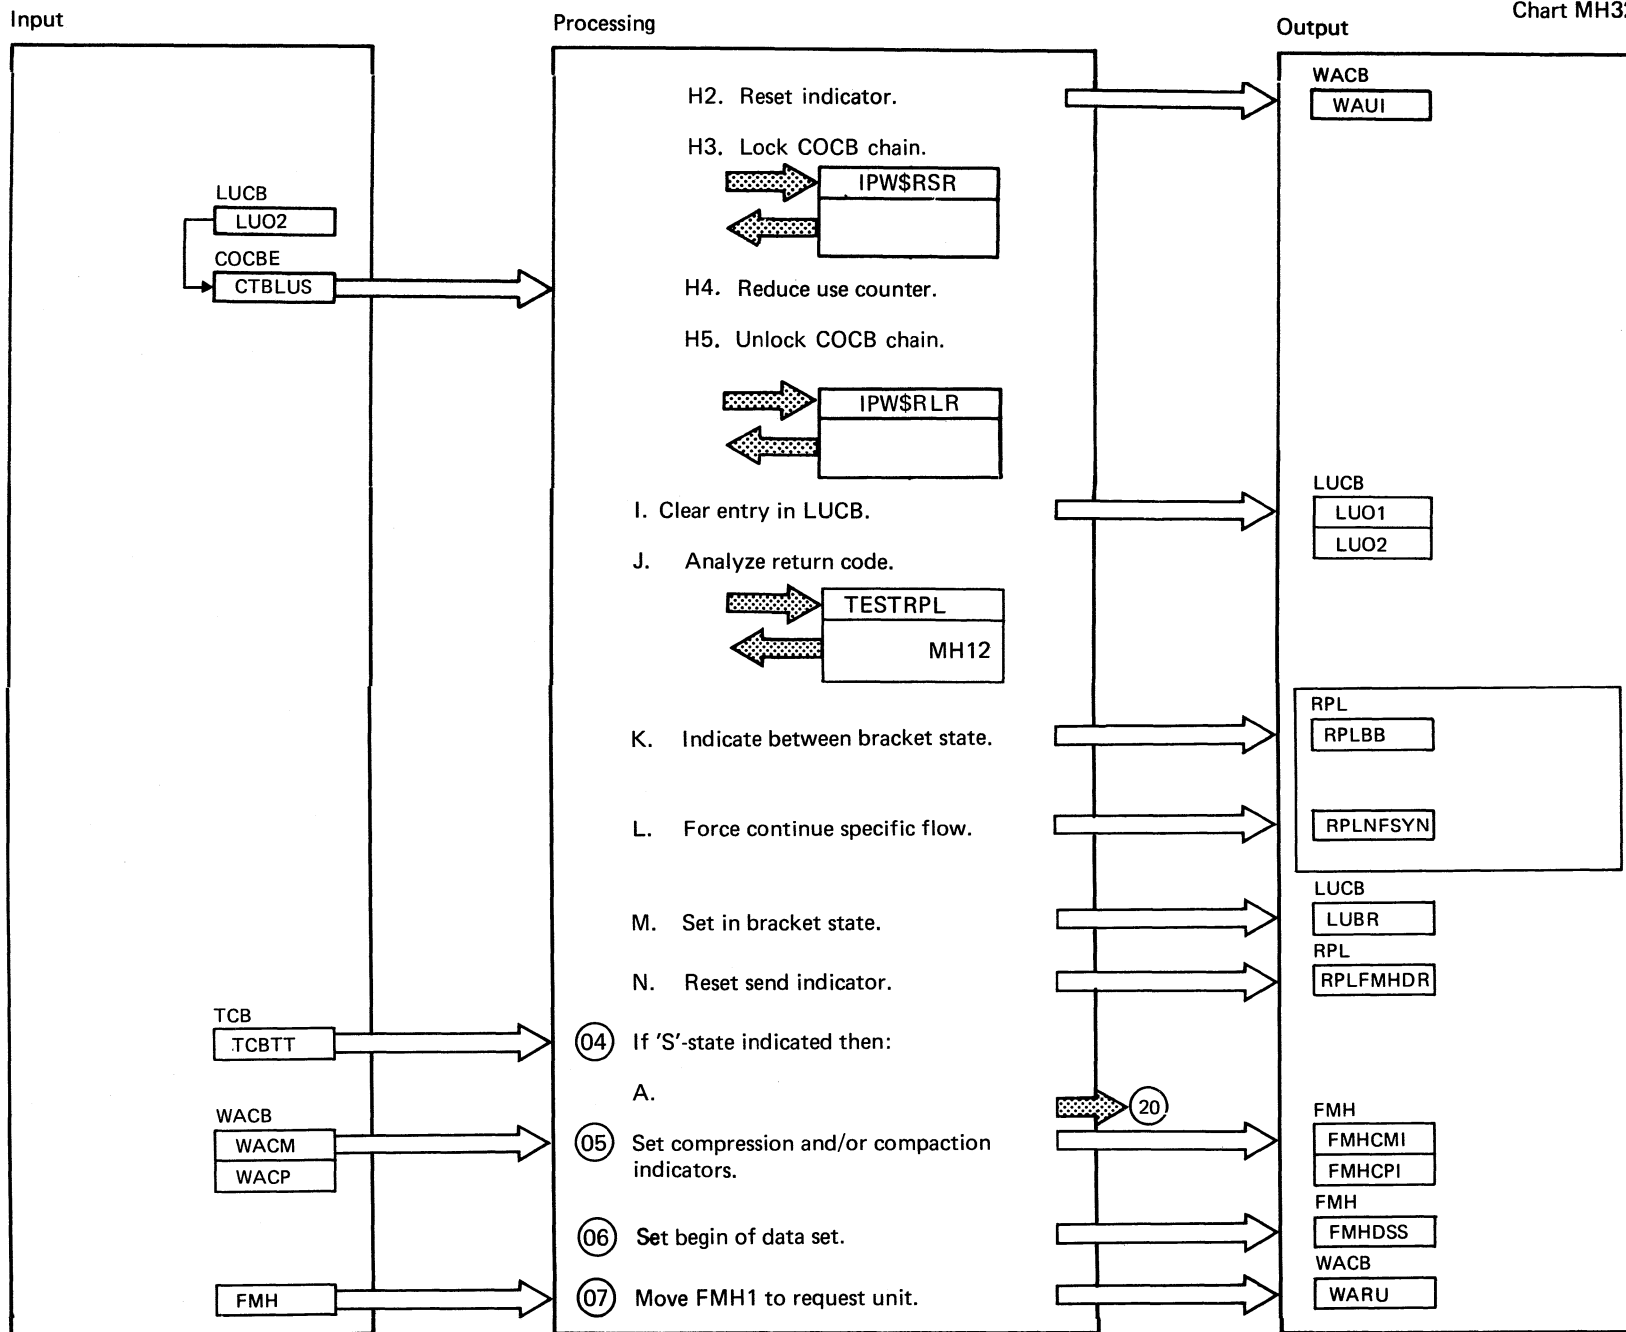 Input
Processing
Output
Chart MH32
H2. Reset indicator.
WACB
WAUI
H3. Lock COCB chain.
IPW$RSR
LUCB
LUO2
COCBE
CTBLUS
H4. Reduce use counter.
H5. Unlock COCB chain.
IPW$RLR
I. Clear entry in LUCB.
LUCB
LUO1
LUO2
J. Analyze return code.
TESTRPL
MH12
K. Indicate between bracket state.
RPL
RPLBB
L. Force continue specific flow.
RPLNFSYN
M. Set in bracket state.
LUCB
LUBR
N. Reset send indicator.
RPL
RPLFMHDR
TCB
TCBTT
04 If 'S'-state indicated then:
A.
20
WACB
WACM
WACP
05 Set compression and/or compaction
indicators.
FMH
FMHCMI
FMHCPI
06 Set begin of data set.
FMH
FMHDSS
FMH
07 Move FMH1 to request unit.
WACB
WARU